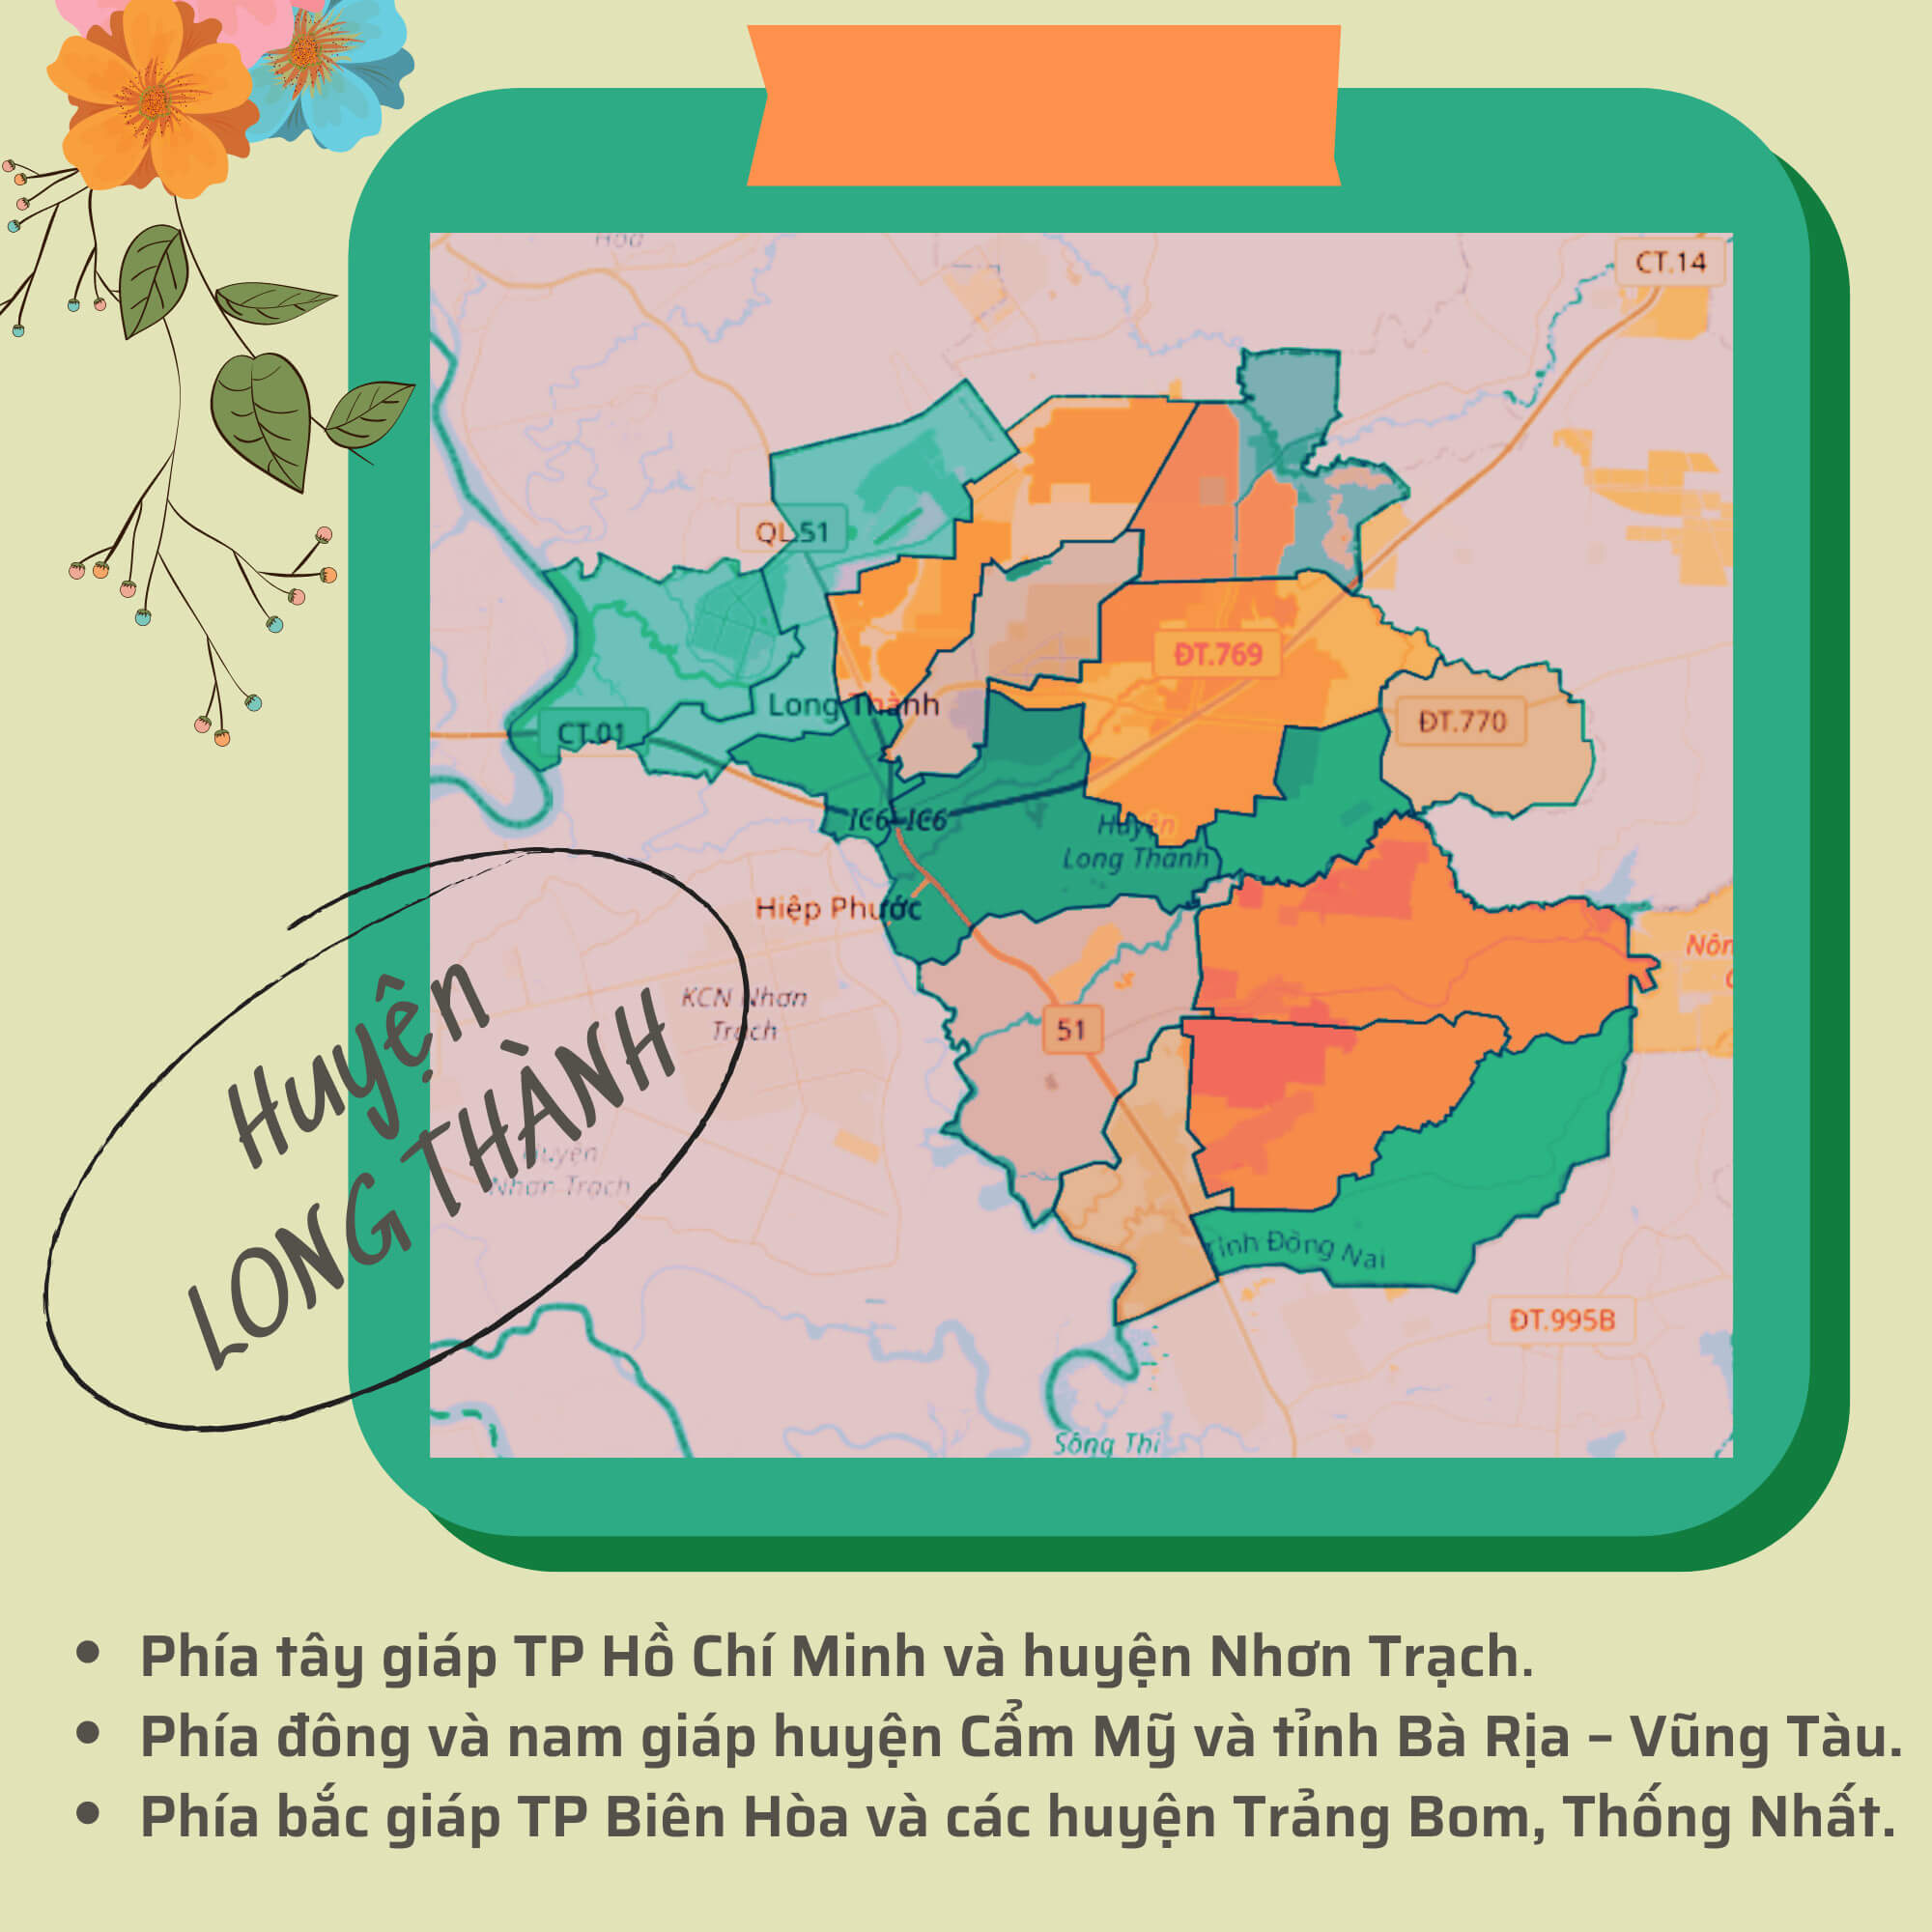 Hòa
CT.14
QL.51
ĐT.769
Long Thành
ĐT.770
CT.01
IC6 IC6
Huyện
Long Thành
Hiệp Phước
KCN Nhơn
Trạch
51
Huyện
LONG THÀNH
Huyện
Nhơn Trạch
Tỉnh Đồng Nai
ĐT.995B
Sông Thị
• Phía tây giáp TP Hồ Chí Minh và huyện Nhơn Trạch.
• Phía đông và nam giáp huyện Cẩm Mỹ và tỉnh Bà Rịa – Vũng Tàu.
• Phía bắc giáp TP Biên Hòa và các huyện Trảng Bom, Thống Nhất.